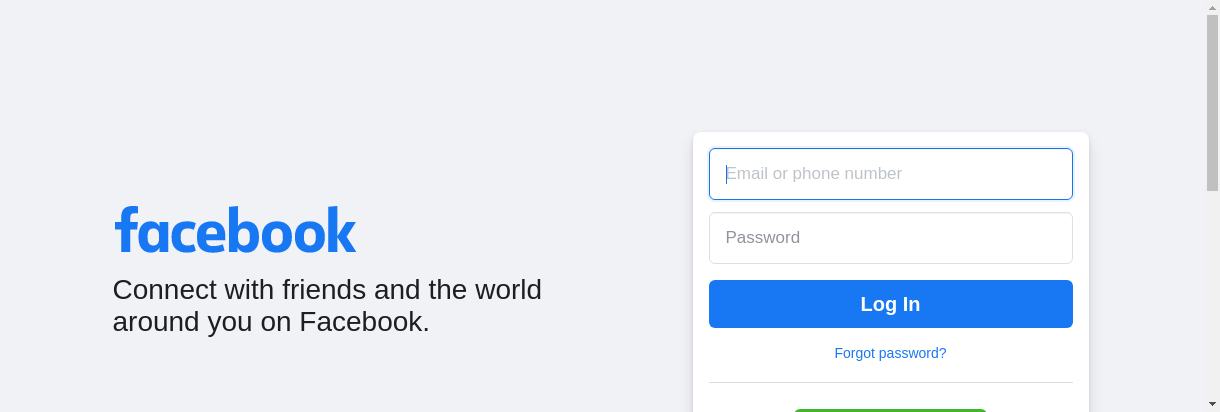 facebook
Connect with friends and the world
around you on Facebook.
Email or phone number
Password
Log In
Forgot password?